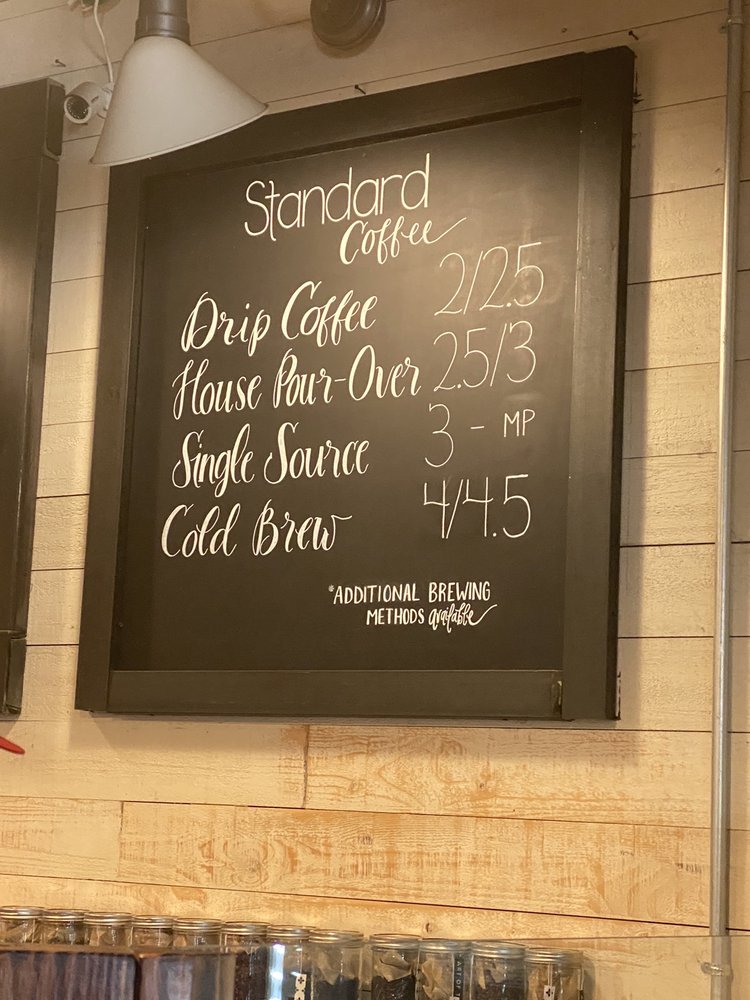 Standard
Coffee
Drip Coffee 2/2.5
House Pour-Over 2.5/3
Single Source 3 - MP
Cold Brew 4/4.5
*ADDITIONAL BREWING
METHODS available